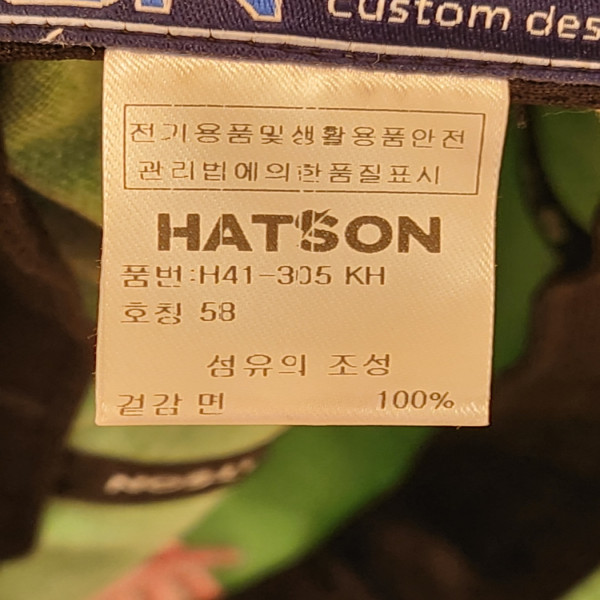 custom des
전기용품및생활용품안전
관리법에의한품질표시
HATSON
품번:H41-305 KH
호칭 58
섬유의 조성
겉감 면 100%